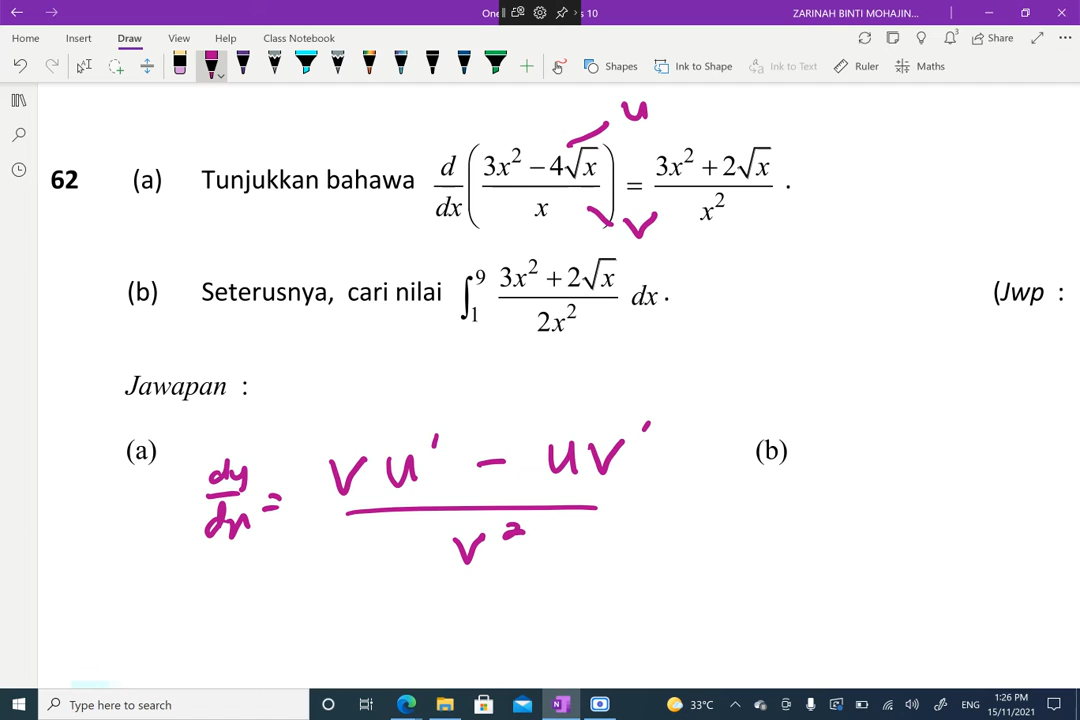 One s 10 ZARINAH BINTI MOHAJIN...
Home Insert Draw View Help Class Notebook Share
Shapes Ink to Shape Ink to Text Ruler Maths
u
62 (a) Tunjukkan bahawa d/dx ( (3x² − 4√x) / x ) = (3x² + 2√x) / x² .
v
(b) Seterusnya, cari nilai ∫₁⁹ (3x² + 2√x) / 2x² dx . (Jwp :
Jawapan :
(a) dy/dx = (vu' − uv') / v² (b)
Type here to search 33°C ENG 1:26 PM
15/11/2021